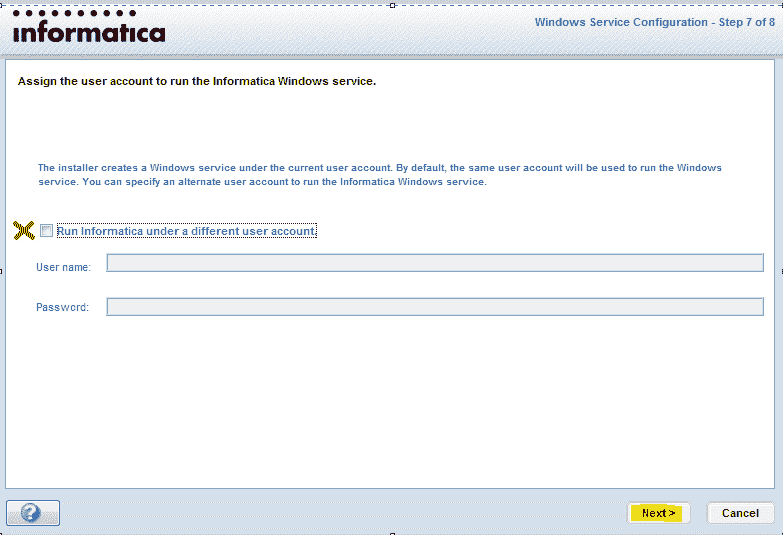 informatica
Windows Service Configuration - Step 7 of 8
Assign the user account to run the Informatica Windows service.
The installer creates a Windows service under the current user account. By default, the same user account will be used to run the Windows
service. You can specify an alternate user account to run the Informatica Windows service.
Run Informatica under a different user account.
User name:
Password:
?
Next >
Cancel